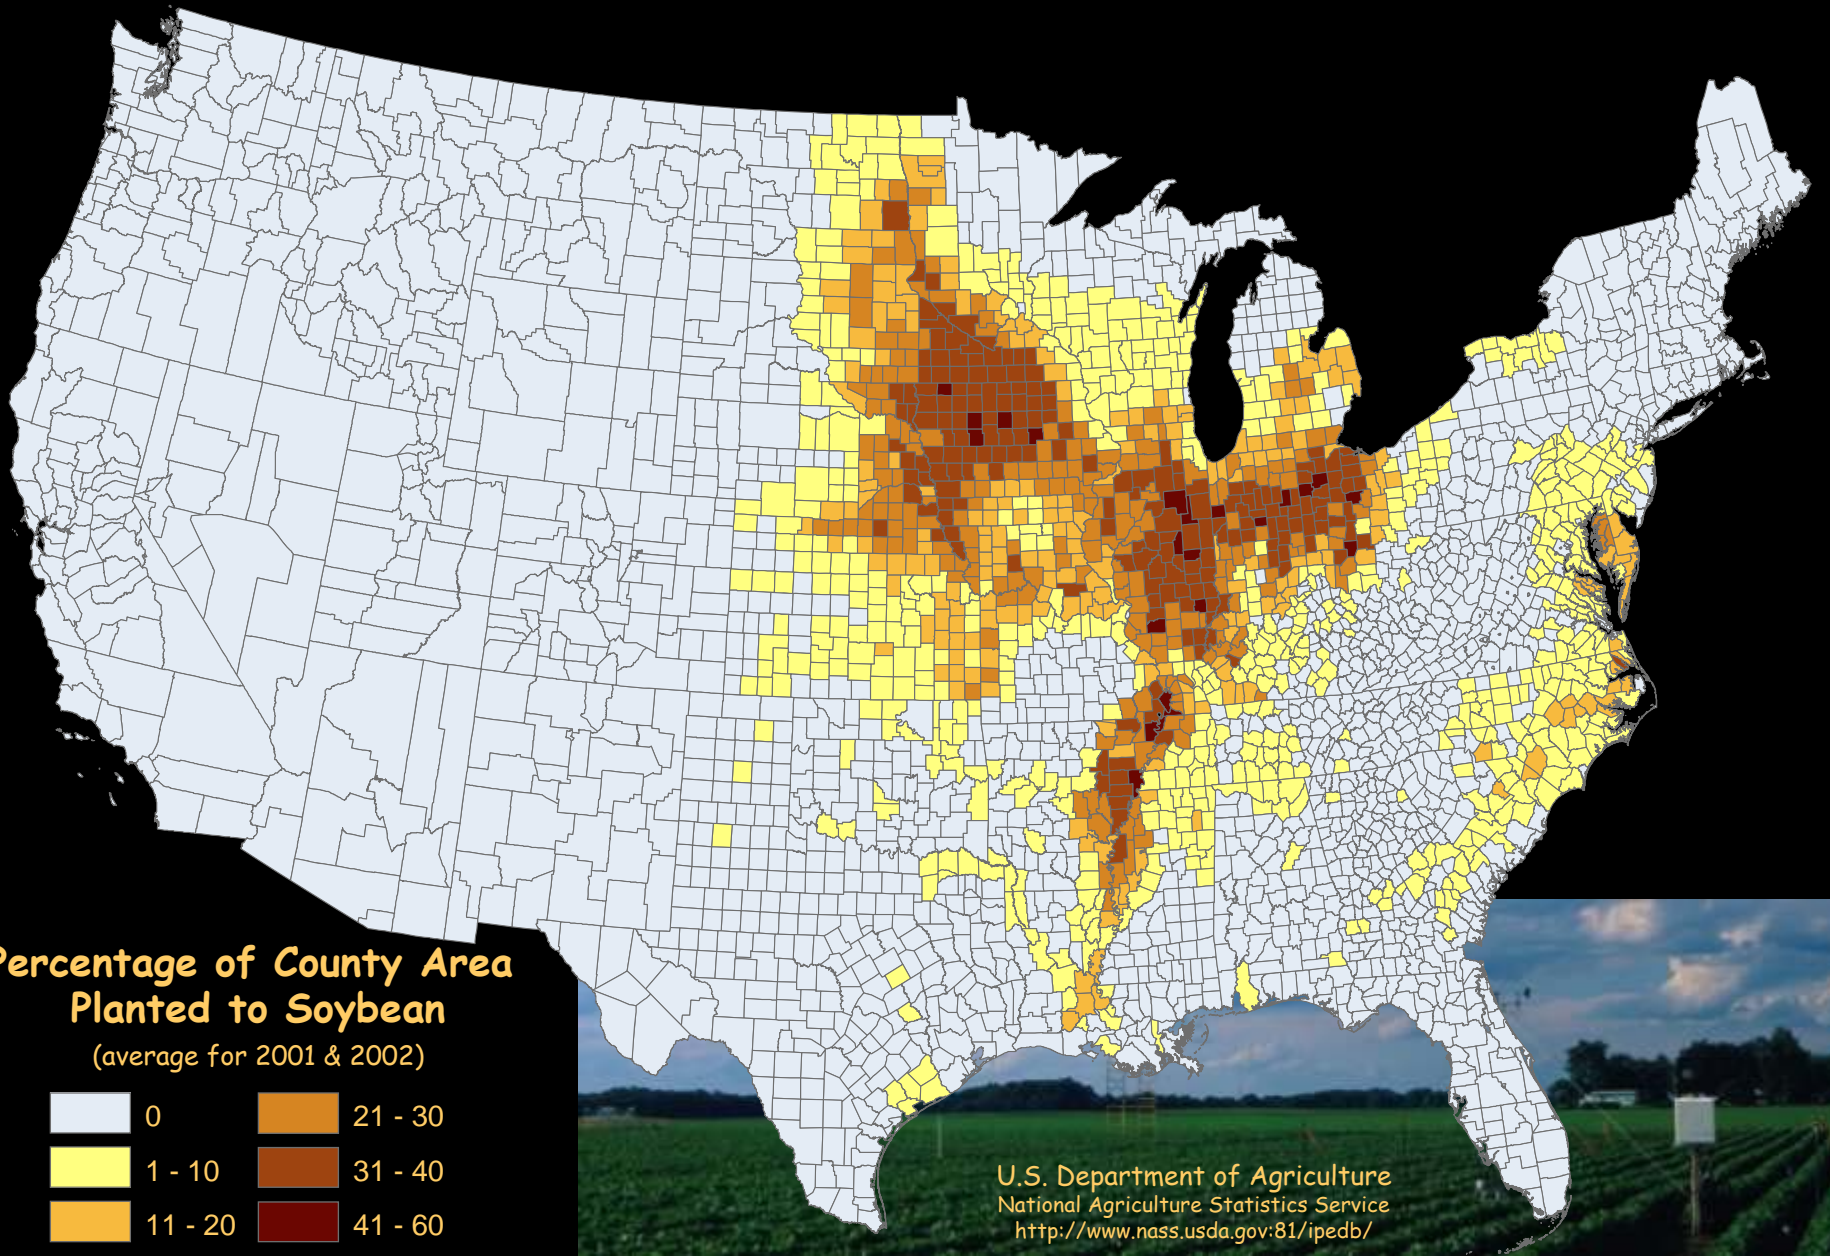 Percentage of County Area
Planted to Soybean
(average for 2001 & 2002)
0
1 - 10
11 - 20
21 - 30
31 - 40
41 - 60
U.S. Department of Agriculture
National Agriculture Statistics Service
http://www.nass.usda.gov:81/ipedb/